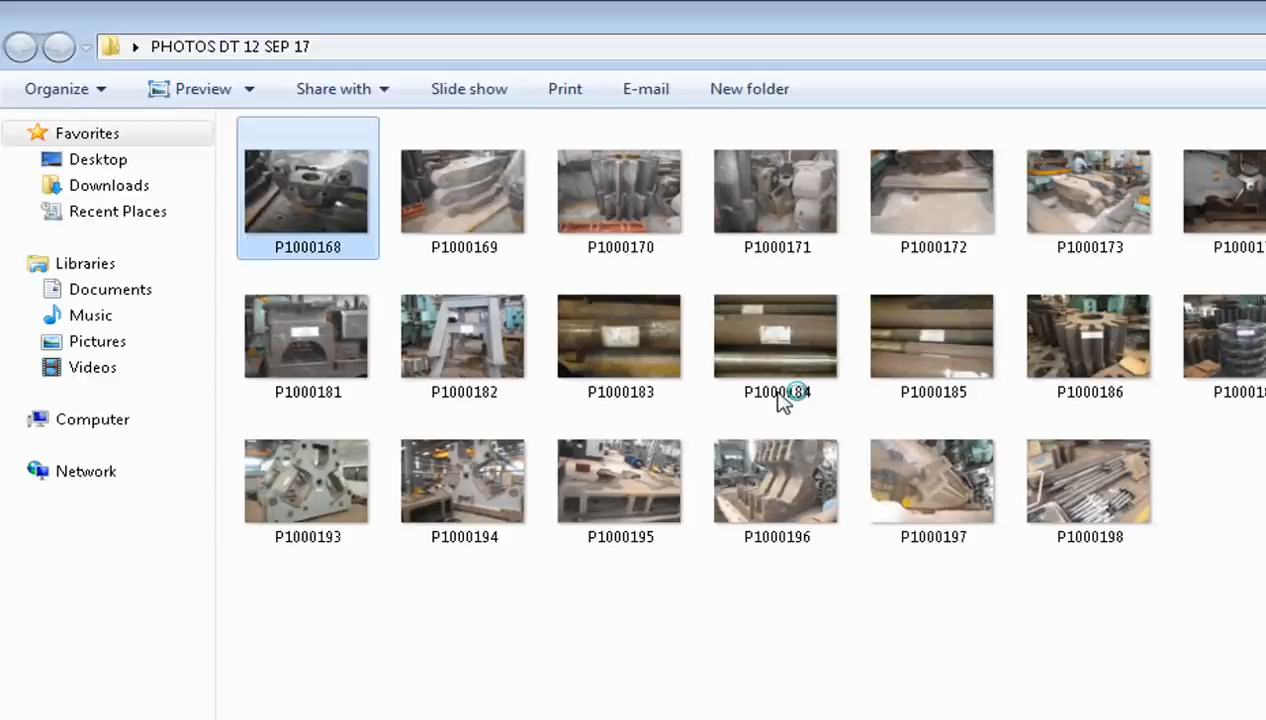 PHOTOS DT 12 SEP 17
Organize Preview Share with Slide show Print E-mail New folder
Favorites
Desktop
Downloads
Recent Places
Libraries
Documents
Music
Pictures
Videos
Computer
Network
P1000168 P1000169 P1000170 P1000171 P1000172 P1000173
P1000181 P1000182 P1000183 P1000184 P1000185 P1000186
P1000193 P1000194 P1000195 P1000196 P1000197 P1000198